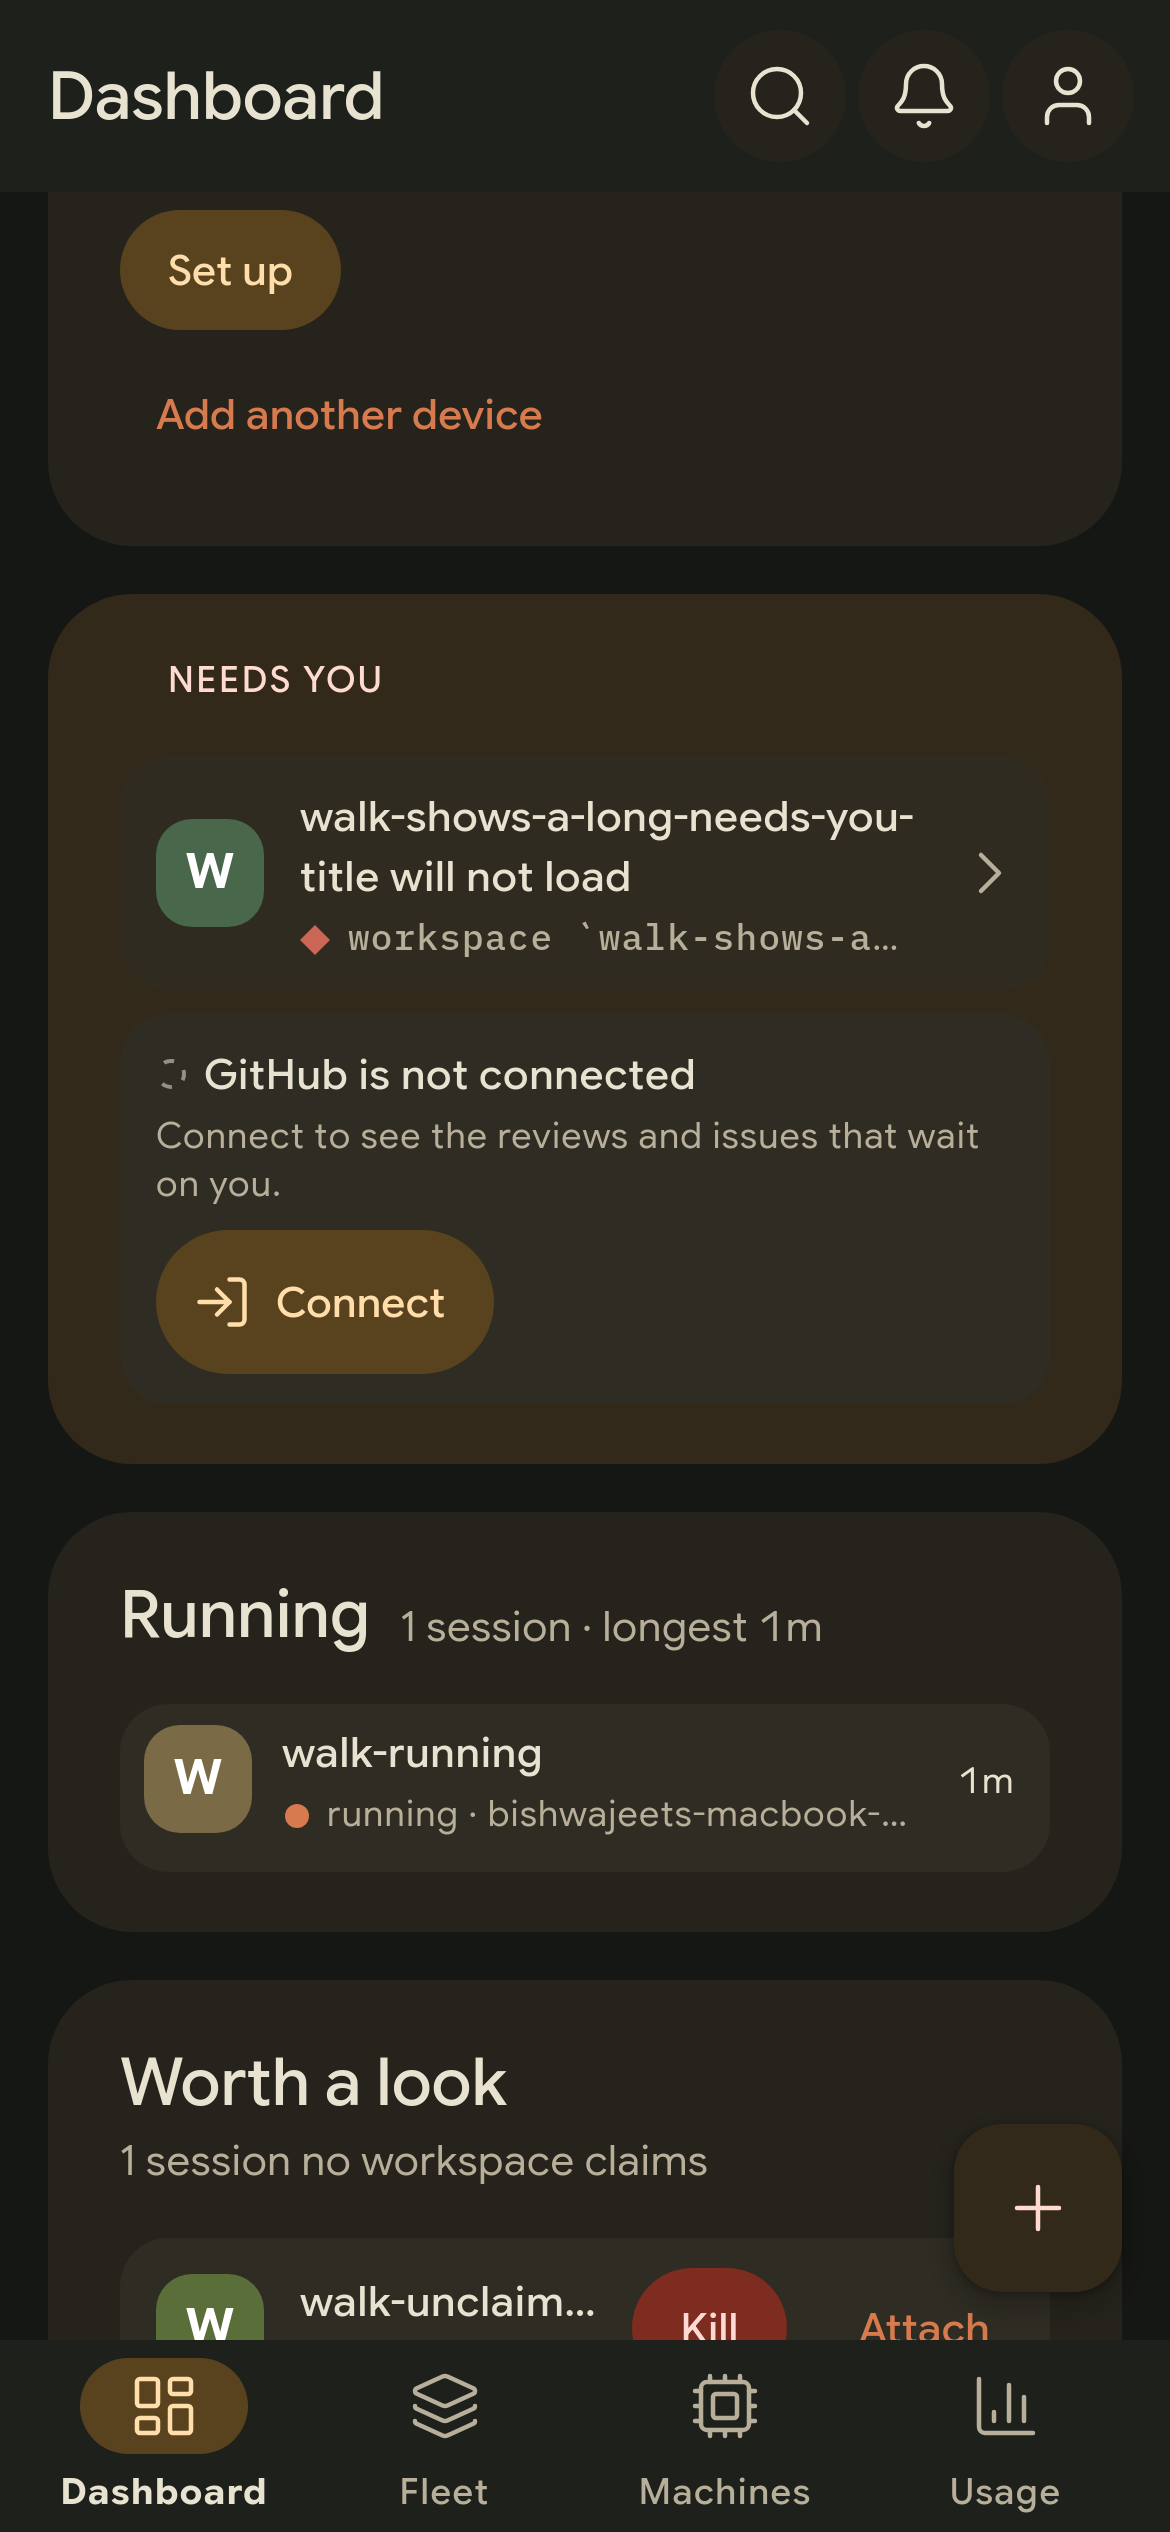 Dashboard
Set up
Add another device
NEEDS YOU
W
walk-shows-a-long-needs-you-
title will not load
workspace `walk-shows-a…
GitHub is not connected
Connect to see the reviews and issues that wait
on you.
Connect
Running 1 session · longest 1m
W
walk-running
running · bishwajeets-macbook-…
1m
Worth a look
1 session no workspace claims
W
walk-unclaim…
Kill
Attach
Dashboard
Fleet
Machines
Usage